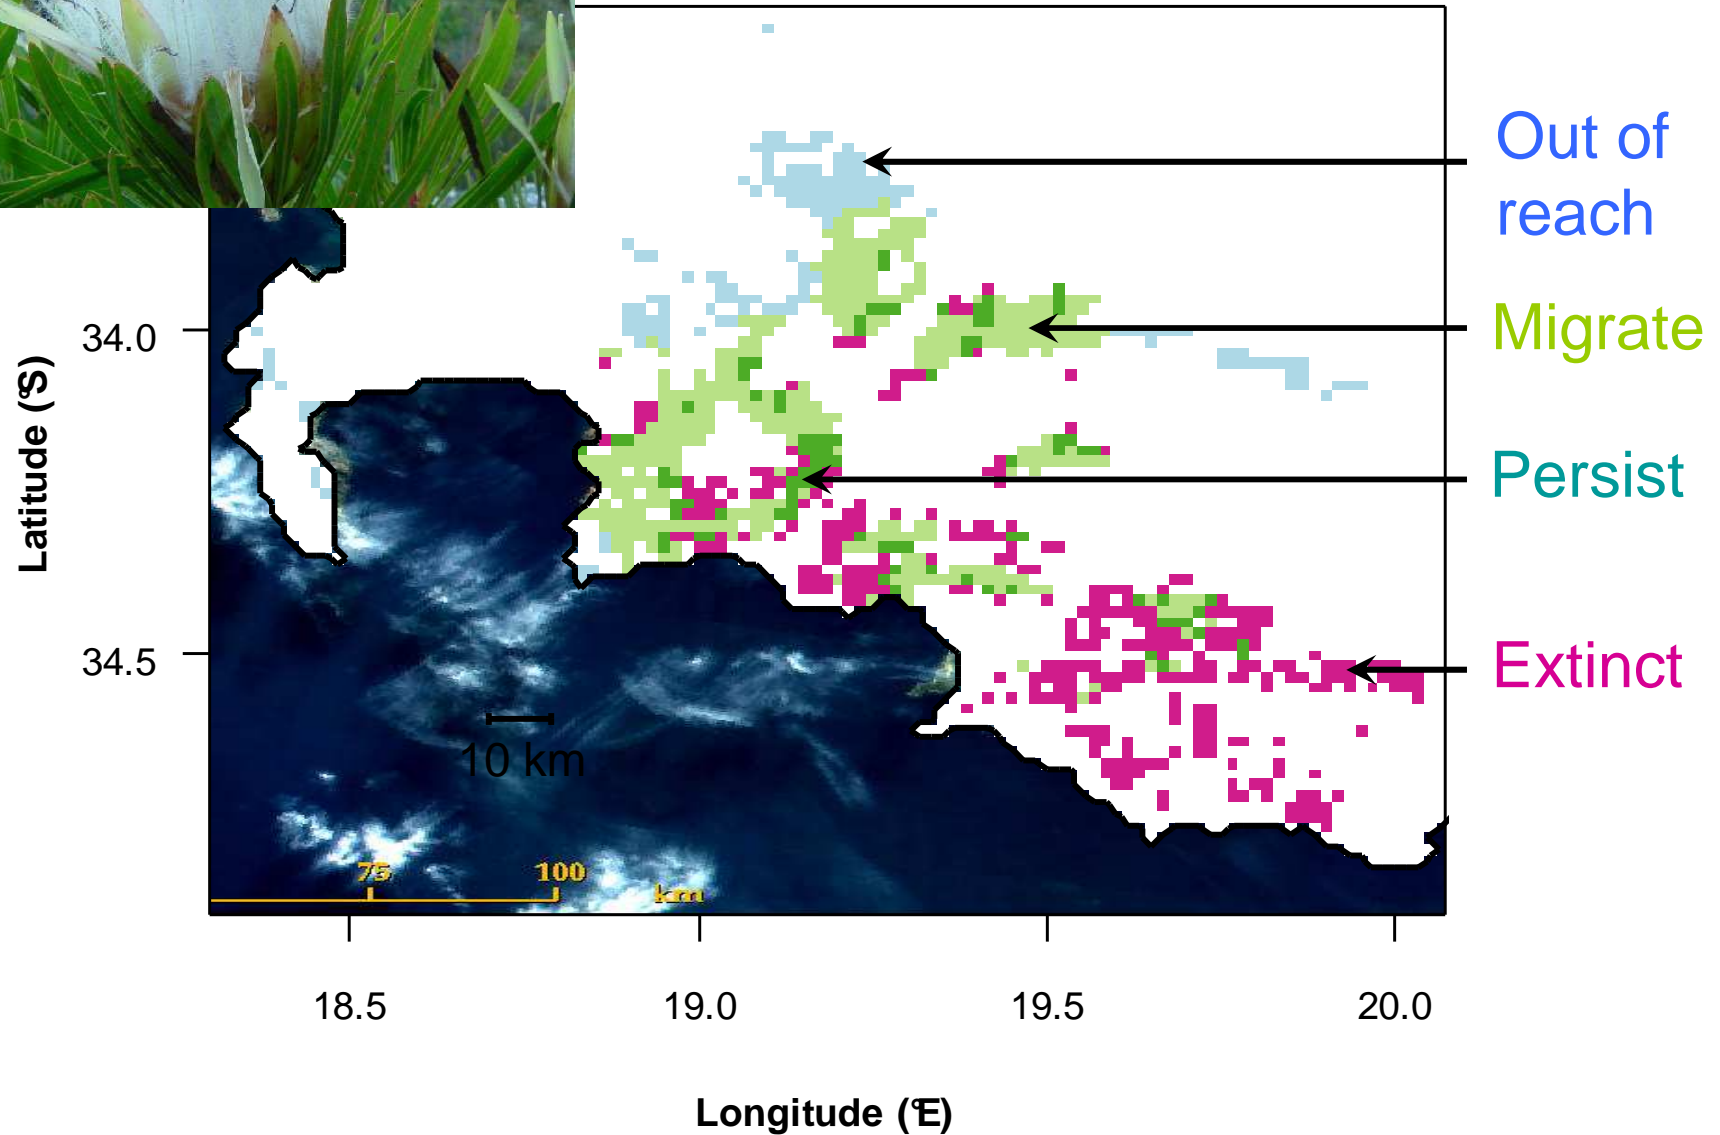 Out of
reach
Migrate
Persist
Extinct
Latitude (°S)
34.0
34.5
10 km
75 100
km
18.5 19.0 19.5 20.0
Longitude (°E)